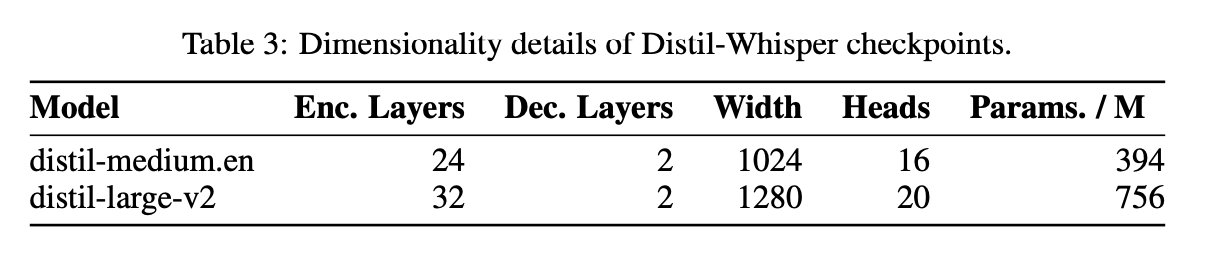 Table 3: Dimensionality details of Distil-Whisper checkpoints.
Model Enc. Layers Dec. Layers Width Heads Params. / M
distil-medium.en 24 2 1024 16 394
distil-large-v2 32 2 1280 20 756